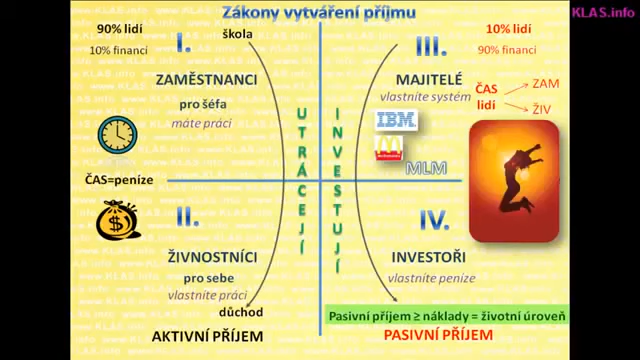 Zákony vytváření příjmu
KLAS.info
90% lidí
10% financí
I.
škola
III.
10% lidí
90% financí
ZAMĚSTNANCI
pro šéfa
máte práci
MAJITELÉ
vlastníte systém
ČAS
lidí
ZAM
ŽIV
IBM
MLM
UTRÁCEJÍ
INVESTUJÍ
ČAS=peníze
II.
IV.
ŽIVNOSTNÍCI
pro sebe
vlastníte práci
důchod
INVESTOŘI
vlastníte peníze
Pasivní příjem ≥ náklady = životní úroveň
AKTIVNÍ PŘÍJEM
PASIVNÍ PŘÍJEM